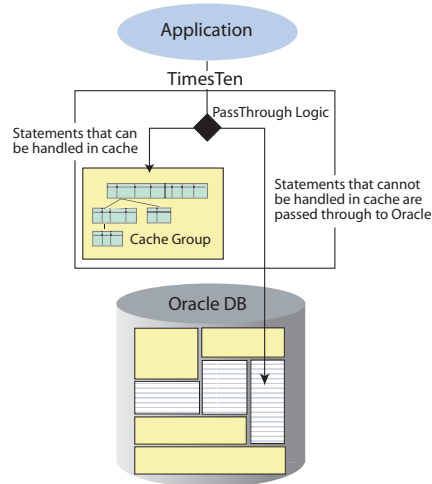 Application
TimesTen
PassThrough Logic
Statements that can
be handled in cache
Statements that cannot
be handled in cache are
passed through to Oracle
Cache Group
Oracle DB